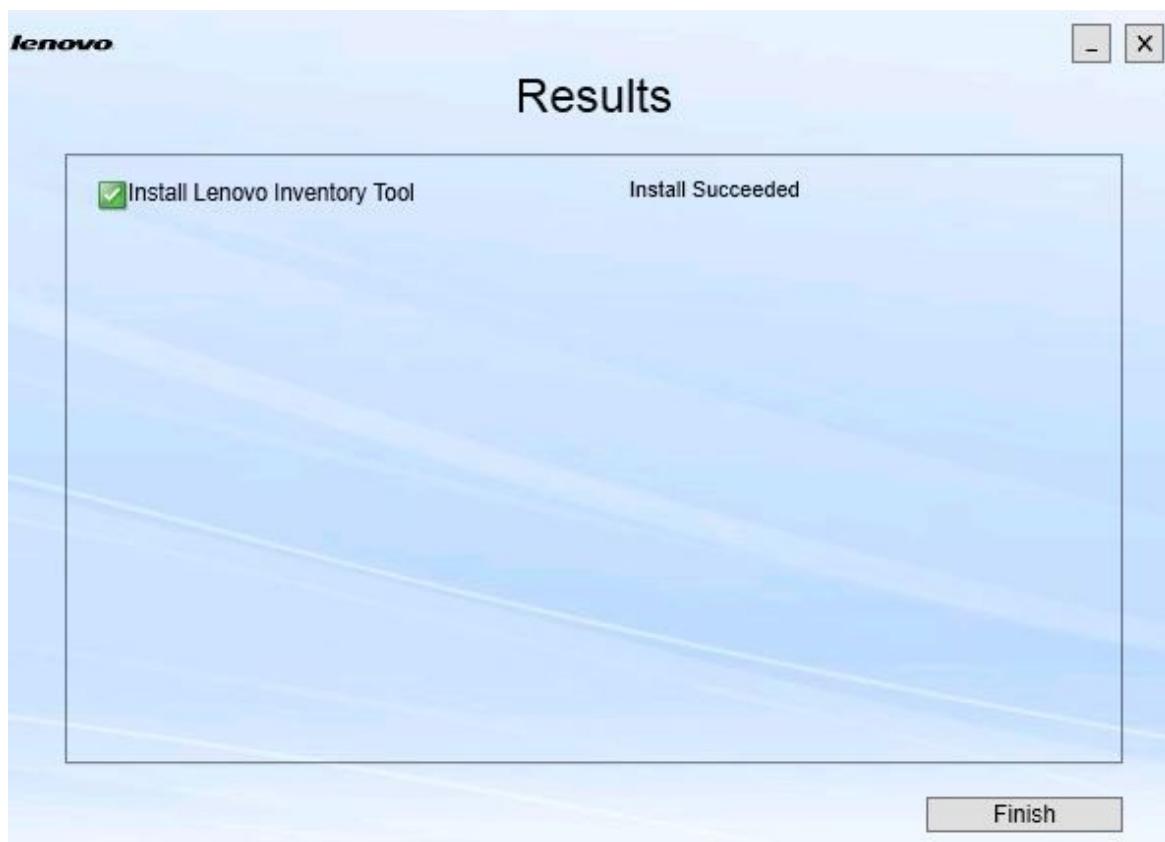 lenovo
_ X
Results
Install Lenovo Inventory Tool Install Succeeded
Finish